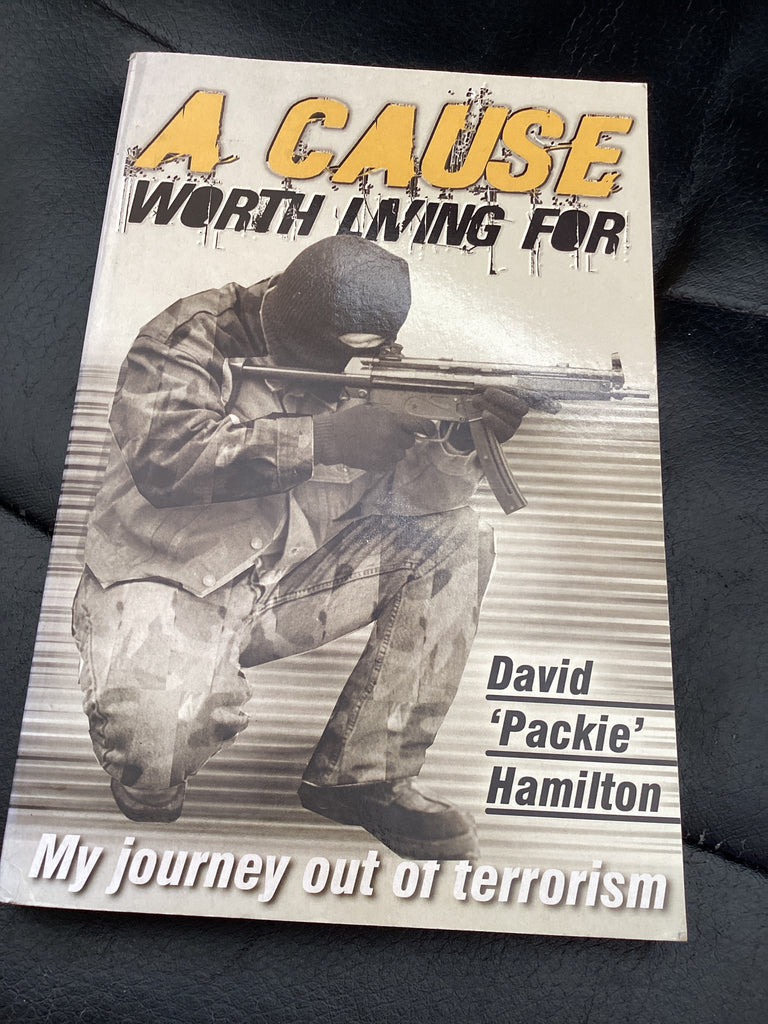 A CAUSE
WORTH LIVING FOR
David
‘Packie’
Hamilton
My journey out of terrorism